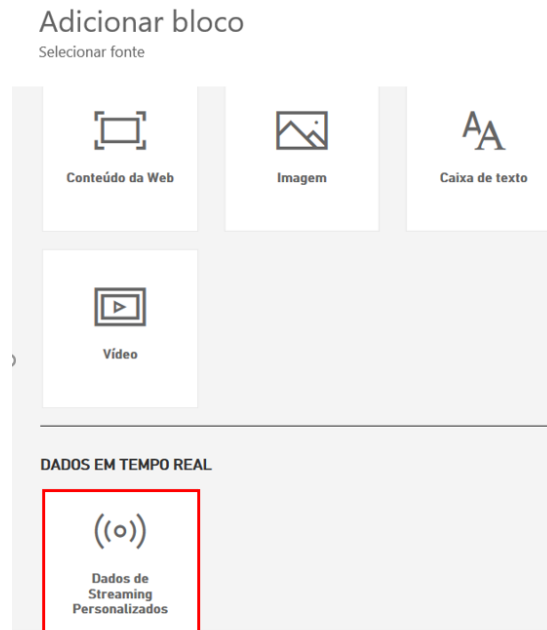 Adicionar bloco
Selecionar fonte
Conteúdo da Web
Imagem
AA
Caixa de texto
Vídeo
DADOS EM TEMPO REAL
Dados de
Streaming
Personalizados